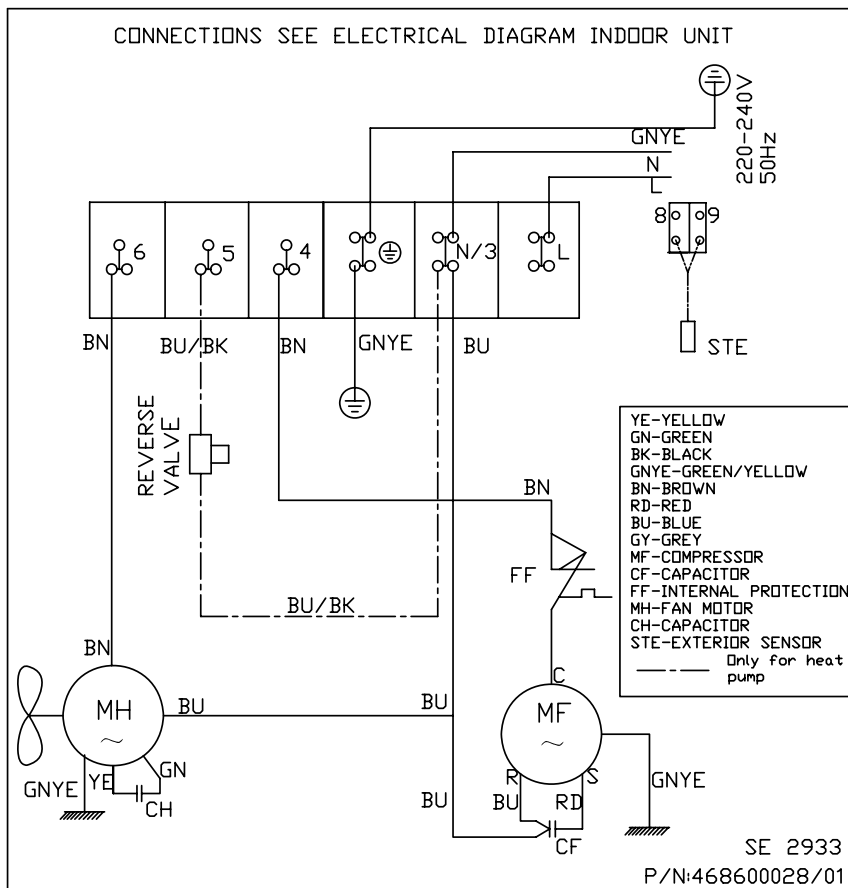 CONNECTIONS SEE ELECTRICAL DIAGRAM INDOOR UNIT
220-240V
50Hz
GNYE
N
L
8
9
6
5
4
N/3
L
BN
BU/BK
BN
GNYE
BU
STE
REVERSE
VALVE
YE-YELLOW
GN-GREEN
BK-BLACK
GNYE-GREEN/YELLOW
BN-BROWN
RD-RED
BU-BLUE
GY-GREY
MF-COMPRESSOR
CF-CAPACITOR
FF-INTERNAL PROTECTION
MH-FAN MOTOR
CH-CAPACITOR
STE-EXTERIOR SENSOR
Only for heat
pump
BN
FF
BU/BK
BN
MH
~
BU
BU
C
MF
~
GNYE
YE
GN
CH
R
S
BU
BU
RD
GNYE
CF
SE 2933
P/N:468600028/01